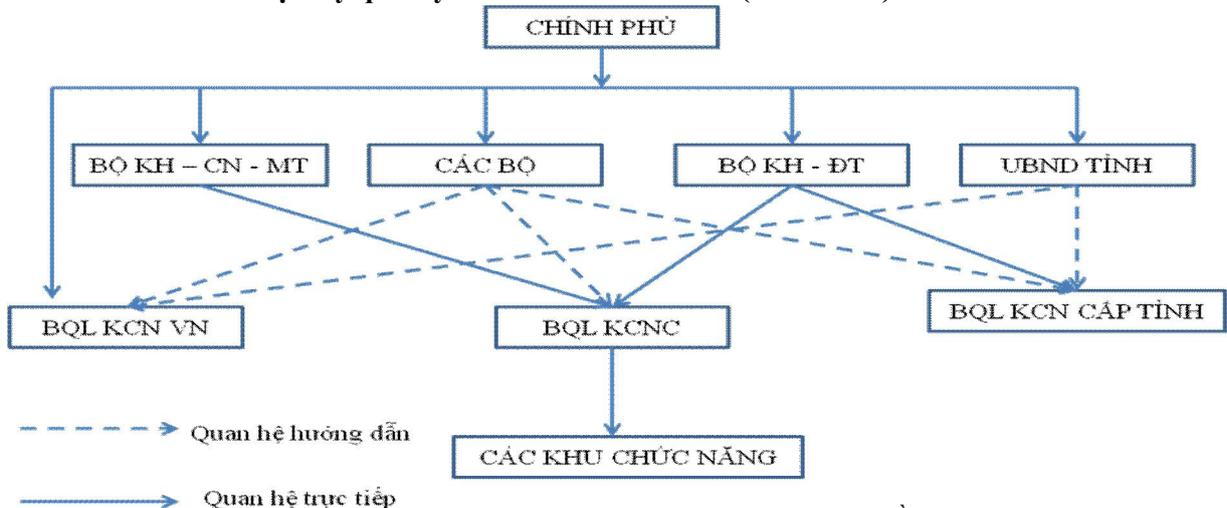 CHÍNH PHỦ
BỘ KH – CN - MT
CÁC BỘ
BỘ KH - ĐT
UBND TỈNH
BQL KCN VN
BQL KCNC
BQL KCN CẤP TỈNH
Quan hệ hướng dẫn
CÁC KHU CHỨC NĂNG
Quan hệ trực tiếp